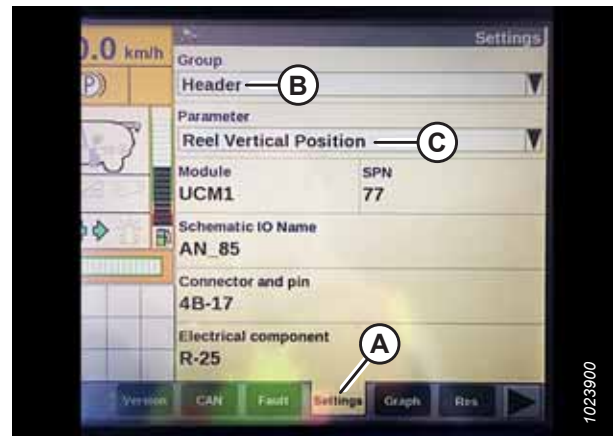 Settings
0.0 km/h
(P)
Group
Header
B
Parameter
Reel Vertical Position
C
Module SPN
UCM1 77
Schematic IO Name
AN_85
Connector and pin
4B-17
Electrical component
R-25
A
Version CAN Fault Settings Graph Res
1023900